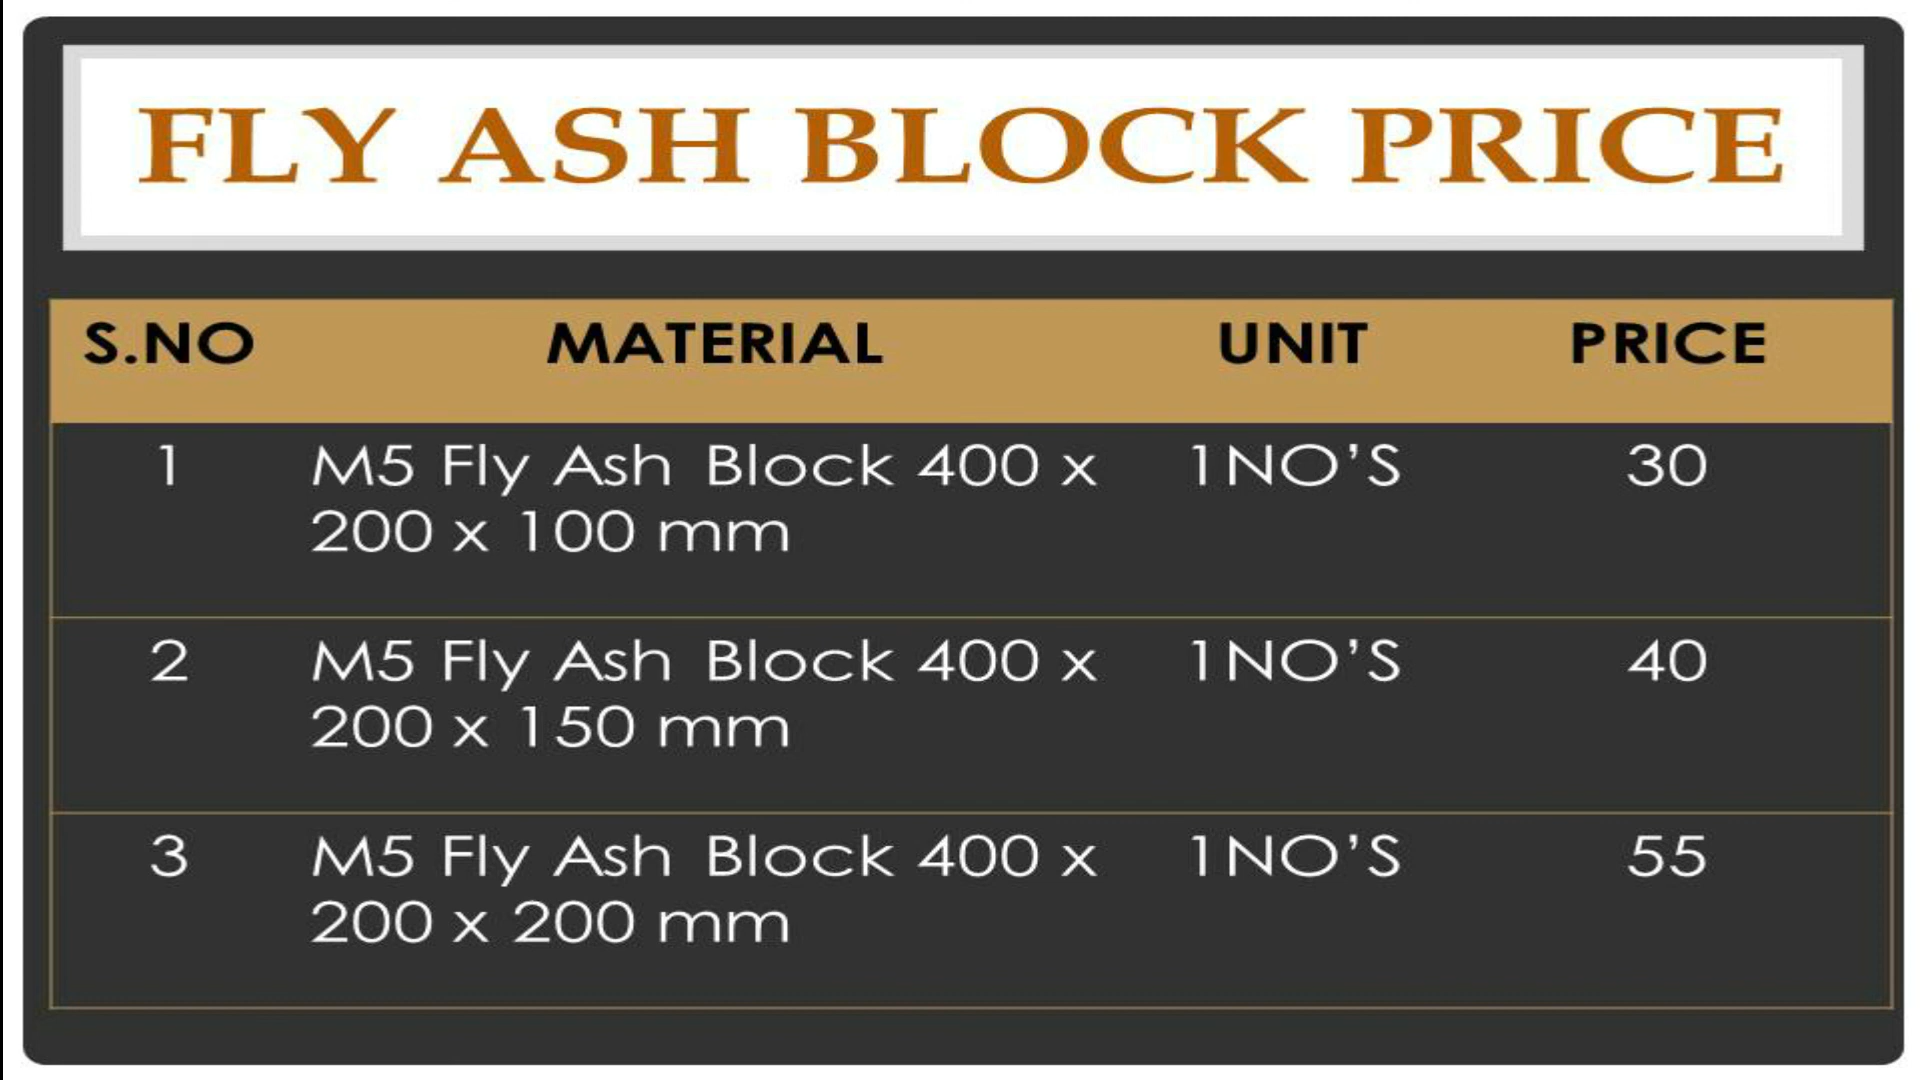 FLY ASH BLOCK PRICE
S.NO MATERIAL UNIT PRICE
1 M5 Fly Ash Block 400 x 1NO’S 30
200 x 100 mm
2 M5 Fly Ash Block 400 x 1NO’S 40
200 x 150 mm
3 M5 Fly Ash Block 400 x 1NO’S 55
200 x 200 mm